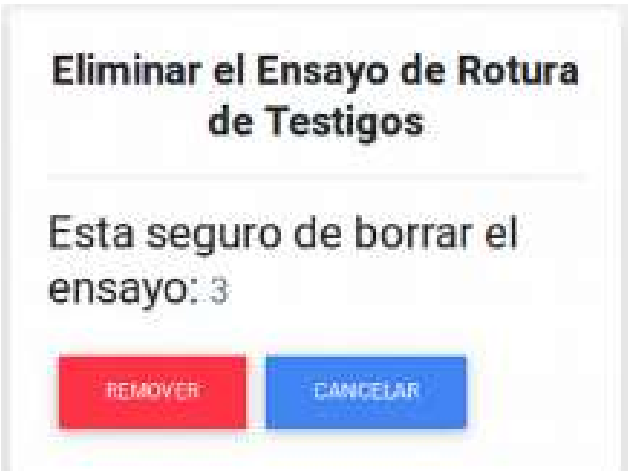 Eliminar el Ensayo de Rotura
de Testigos
Esta seguro de borrar el
ensayo: 3
REMOVER CANCELAR